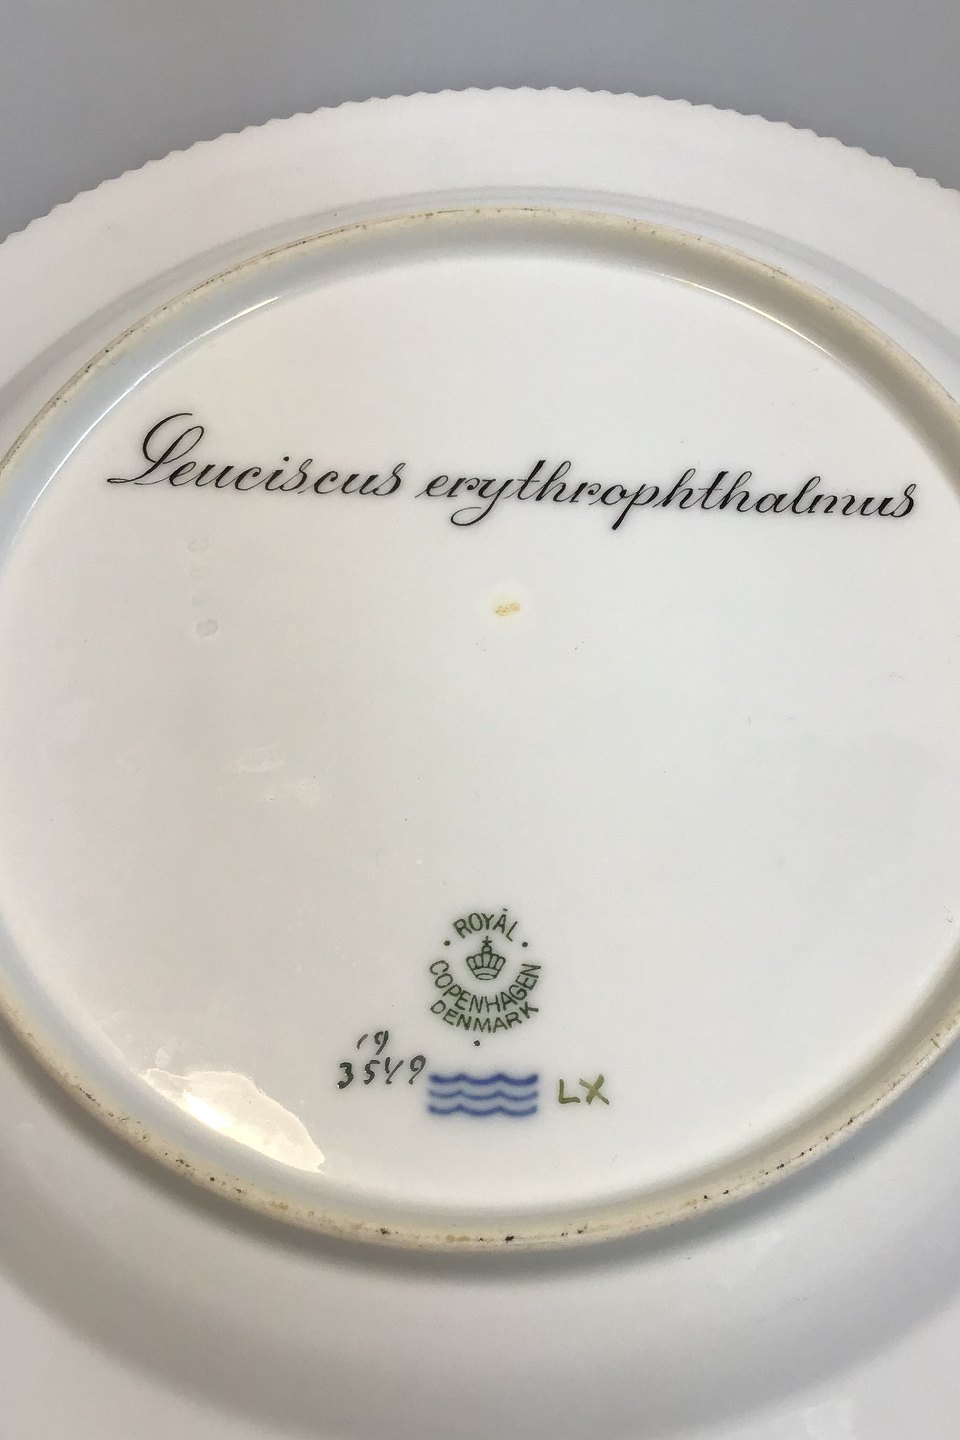 Leuciscus erythrophthalmus
ROYAL
COPENHAGEN
DENMARK
19
3549
LX